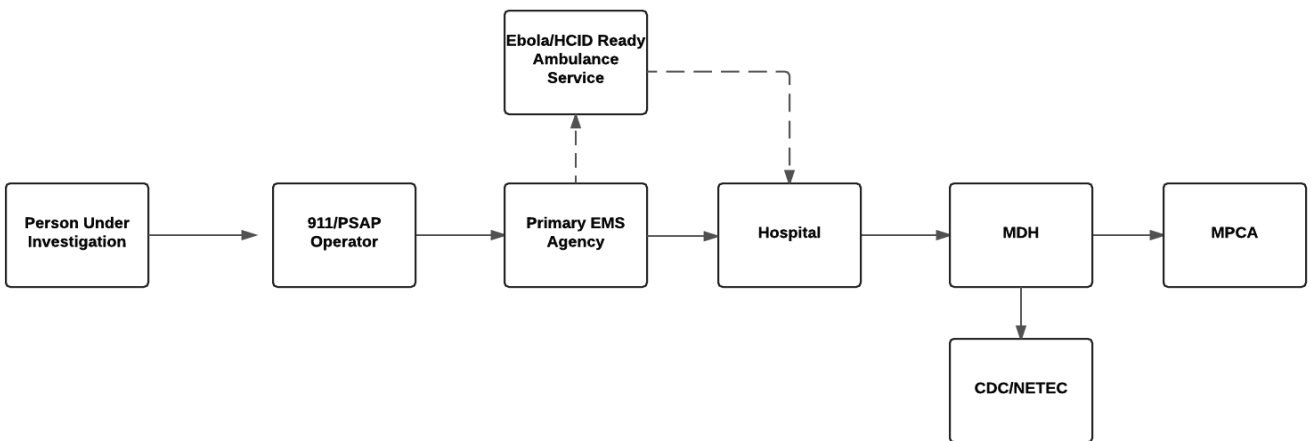 Ebola/HCID Ready
Ambulance
Service
Person Under
Investigation
911/PSAP
Operator
Primary EMS
Agency
Hospital
MDH
MPCA
CDC/NETEC